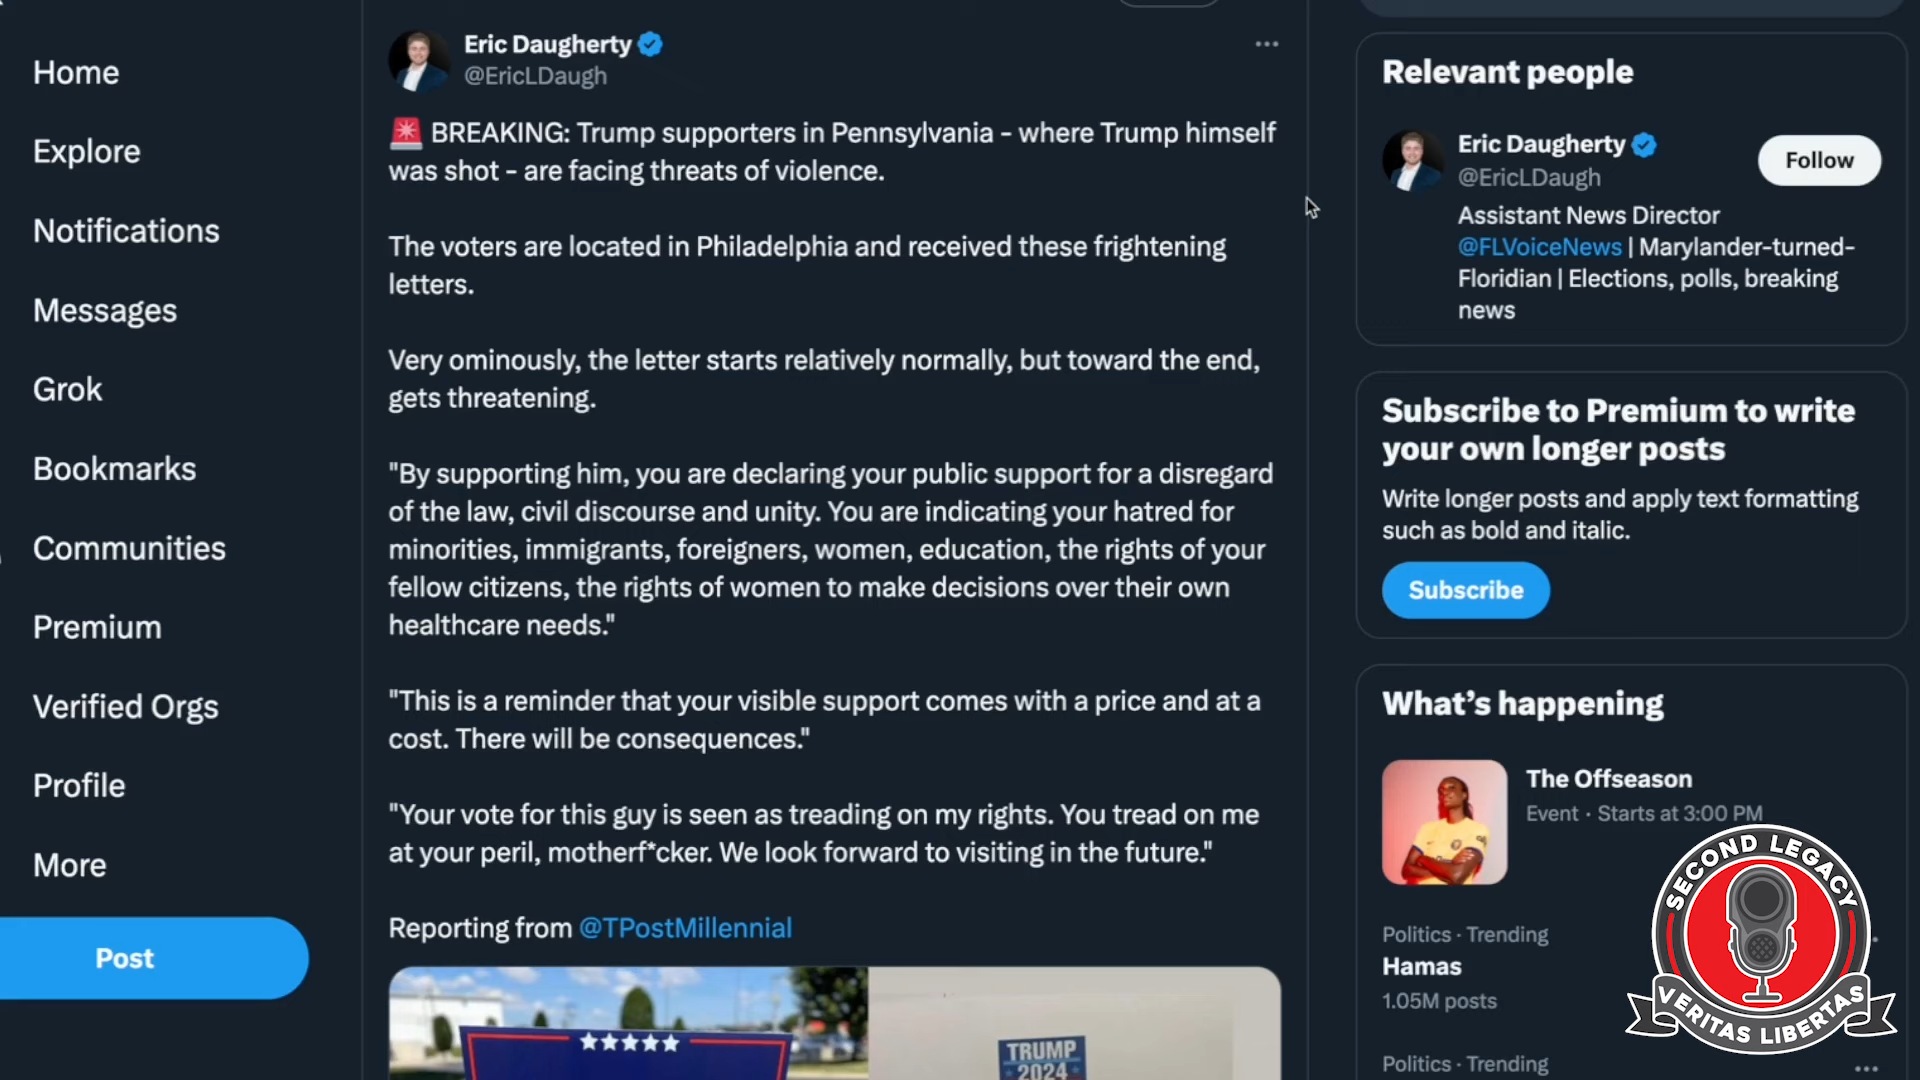 Home
Explore
Notifications
Messages
Grok
Bookmarks
Communities
Premium
Verified Orgs
Profile
More
Post
Eric Daugherty
@EricLDaugh
BREAKING: Trump supporters in Pennsylvania - where Trump himself
was shot - are facing threats of violence.
The voters are located in Philadelphia and received these frightening
letters.
Very ominously, the letter starts relatively normally, but toward the end,
gets threatening.
"By supporting him, you are declaring your public support for a disregard
of the law, civil discourse and unity. You are indicating your hatred for
minorities, immigrants, foreigners, women, education, the rights of your
fellow citizens, the rights of women to make decisions over their own
healthcare needs."
"This is a reminder that your visible support comes with a price and at a
cost. There will be consequences."
"Your vote for this guy is seen as treading on my rights. You tread on me
at your peril, motherf*cker. We look forward to visiting in the future."
Reporting from @TPostMillennial
TRUMP
2024
Relevant people
Eric Daugherty
@EricLDaugh
Follow
Assistant News Director
@FLVoiceNews | Marylander-turned-
Floridian | Elections, polls, breaking
news
Subscribe to Premium to write
your own longer posts
Write longer posts and apply text formatting
such as bold and italic.
Subscribe
What's happening
The Offseason
Event · Starts at 3:00 PM
Politics · Trending
Hamas
1.05M posts
Politics · Trending
SECOND LEGACY
VERITAS LIBERTAS